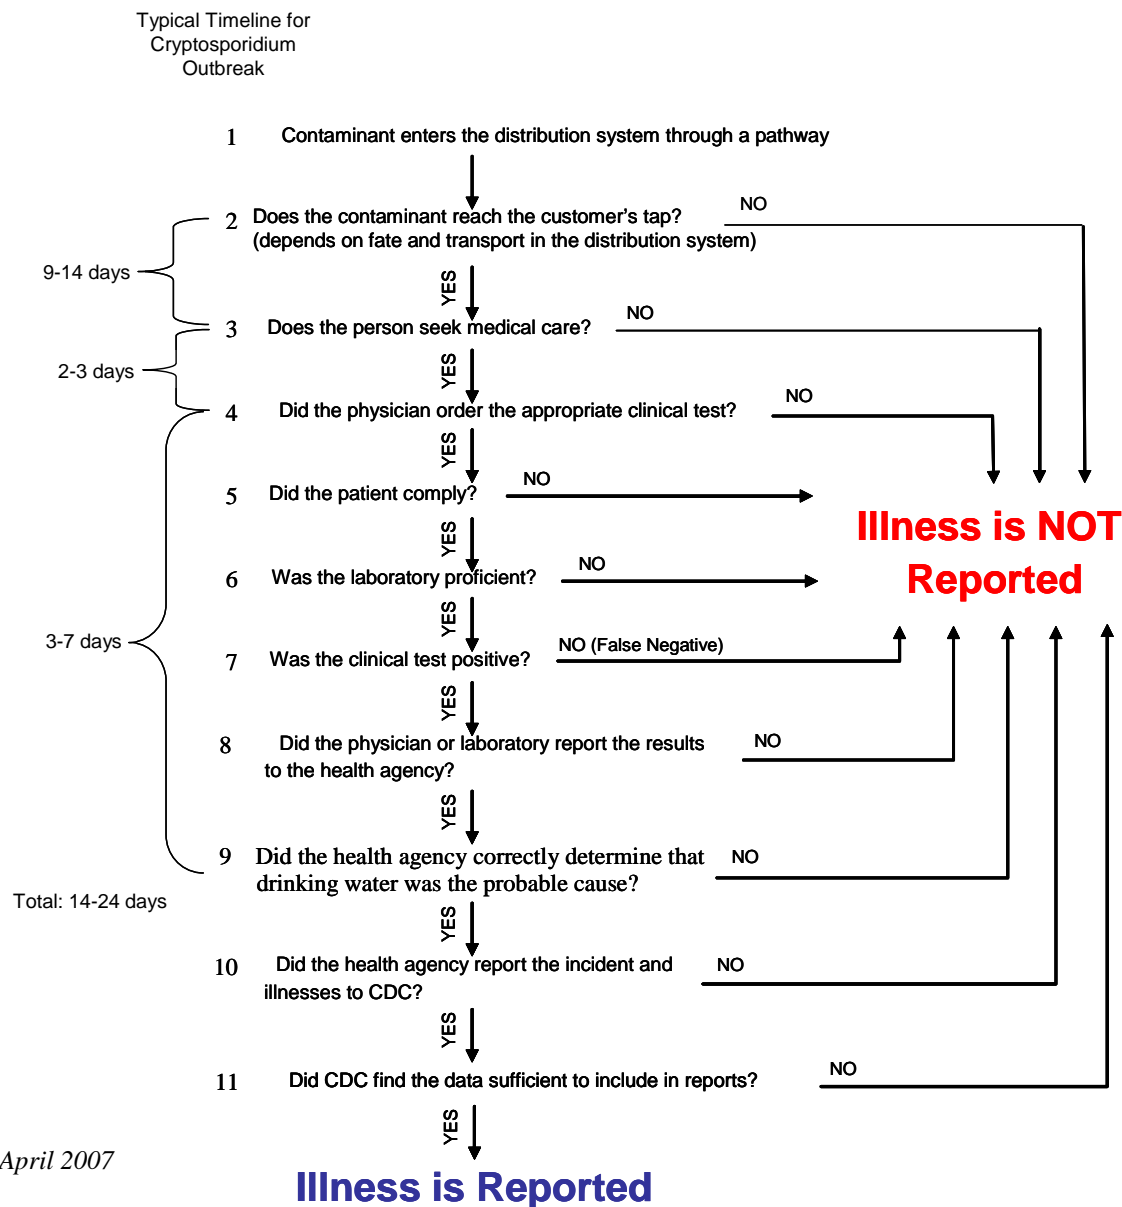 Typical Timeline for
Cryptosporidium
Outbreak
1 Contaminant enters the distribution system through a pathway
2 Does the contaminant reach the customer's tap? NO
(depends on fate and transport in the distribution system)
9-14 days
YES
3 Does the person seek medical care? NO
2-3 days
YES
4 Did the physician order the appropriate clinical test? NO
YES
5 Did the patient comply? NO
Illness is NOT
Reported
YES
6 Was the laboratory proficient? NO
3-7 days
YES
7 Was the clinical test positive? NO (False Negative)
YES
8 Did the physician or laboratory report the results NO
to the health agency?
YES
9 Did the health agency correctly determine that NO
drinking water was the probable cause?
Total: 14-24 days
YES
10 Did the health agency report the incident and NO
illnesses to CDC?
YES
11 Did CDC find the data sufficient to include in reports? NO
YES
April 2007
Illness is Reported